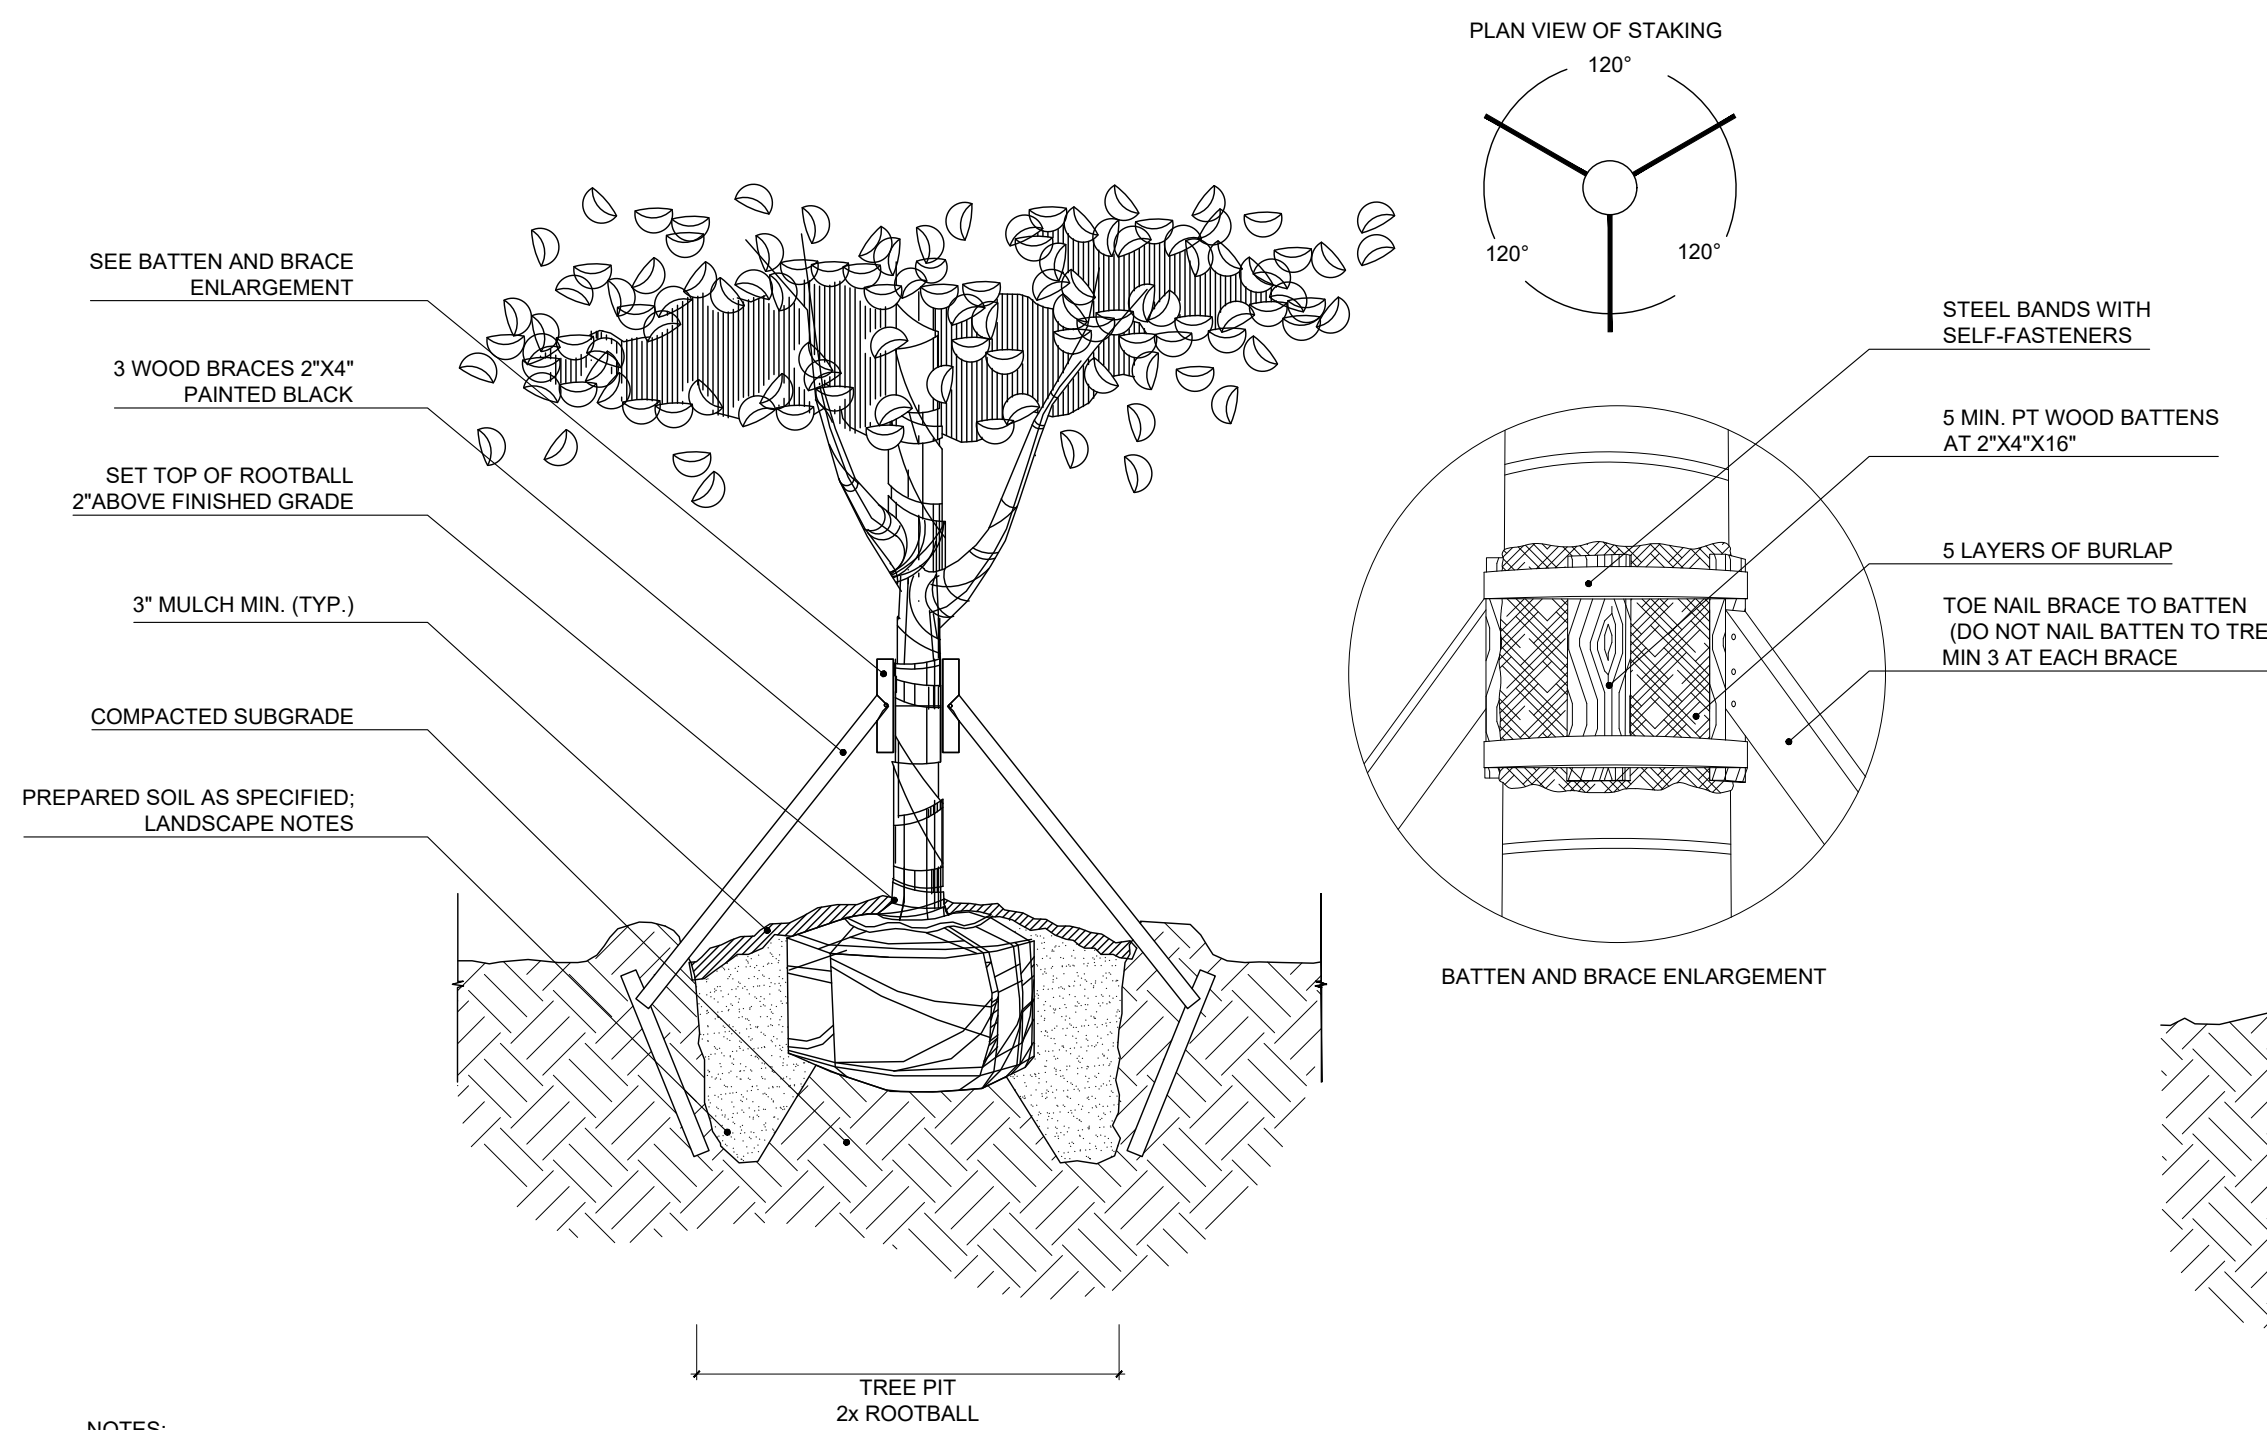 PLAN VIEW OF STAKING
120°
120°
120°
SEE BATTEN AND BRACE
ENLARGEMENT
3 WOOD BRACES 2"X4"
PAINTED BLACK
SET TOP OF ROOTBALL
2"ABOVE FINISHED GRADE
3" MULCH MIN. (TYP.)
COMPACTED SUBGRADE
PREPARED SOIL AS SPECIFIED;
LANDSCAPE NOTES
STEEL BANDS WITH
SELF-FASTENERS
5 MIN. PT WOOD BATTENS
AT 2"X4"X16"
5 LAYERS OF BURLAP
TOE NAIL BRACE TO BATTEN
(DO NOT NAIL BATTEN TO TRE
MIN 3 AT EACH BRACE
BATTEN AND BRACE ENLARGEMENT
TREE PIT
2x ROOTBALL
NOTES: